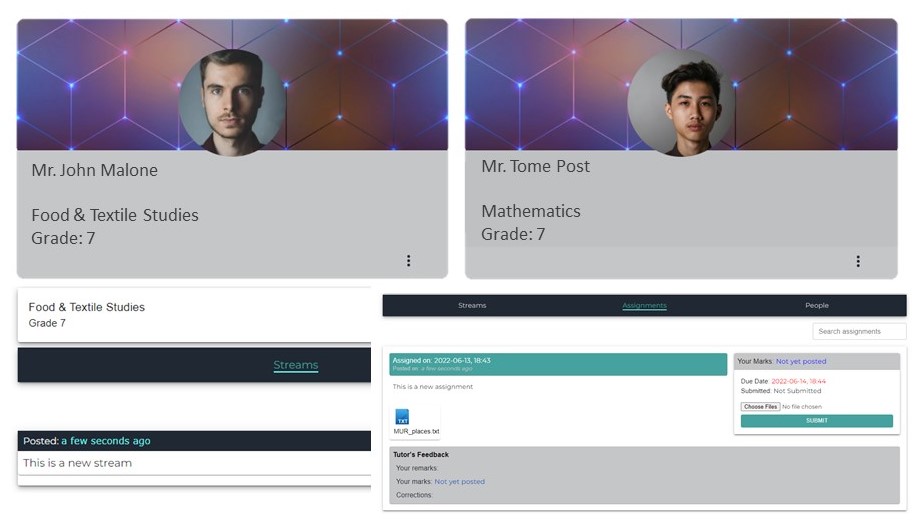 Mr. John Malone
Food & Textile Studies
Grade: 7
Mr. Tome Post
Mathematics
Grade: 7
Food & Textile Studies
Grade 7
Streams
Posted: a few seconds ago
This is a new stream
Streams Assignments People
Search assignments
Assigned on: 2022-06-13, 18:43
Posted on: a few seconds ago
This is a new assignment
TXT
MUR_places.txt
Your Marks: Not yet posted
Due Date: 2022-06-14, 18:44
Submitted: Not Submitted
Choose Files No file chosen
SUBMIT
Tutor's Feedback
Your remarks:
Your marks: Not yet posted
Corrections: